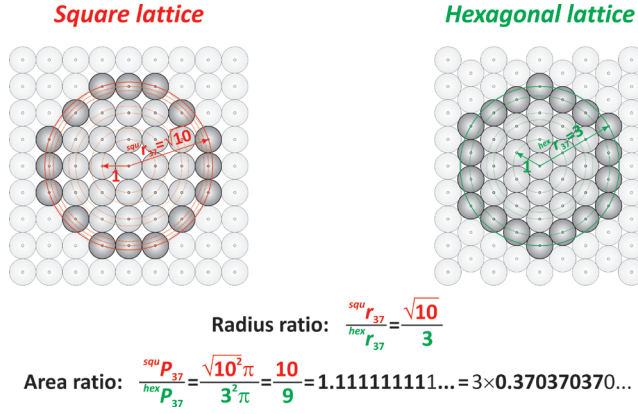 Square lattice
Hexagonal lattice
squ r37=√10
1
hex r37=3
1
Radius ratio: squ r37 / hex r37 = √10 / 3
Area ratio: squ P37 / hex P37 = √10²π / 3²π = 10 / 9 = 1.111111111... = 3×0.370370370...